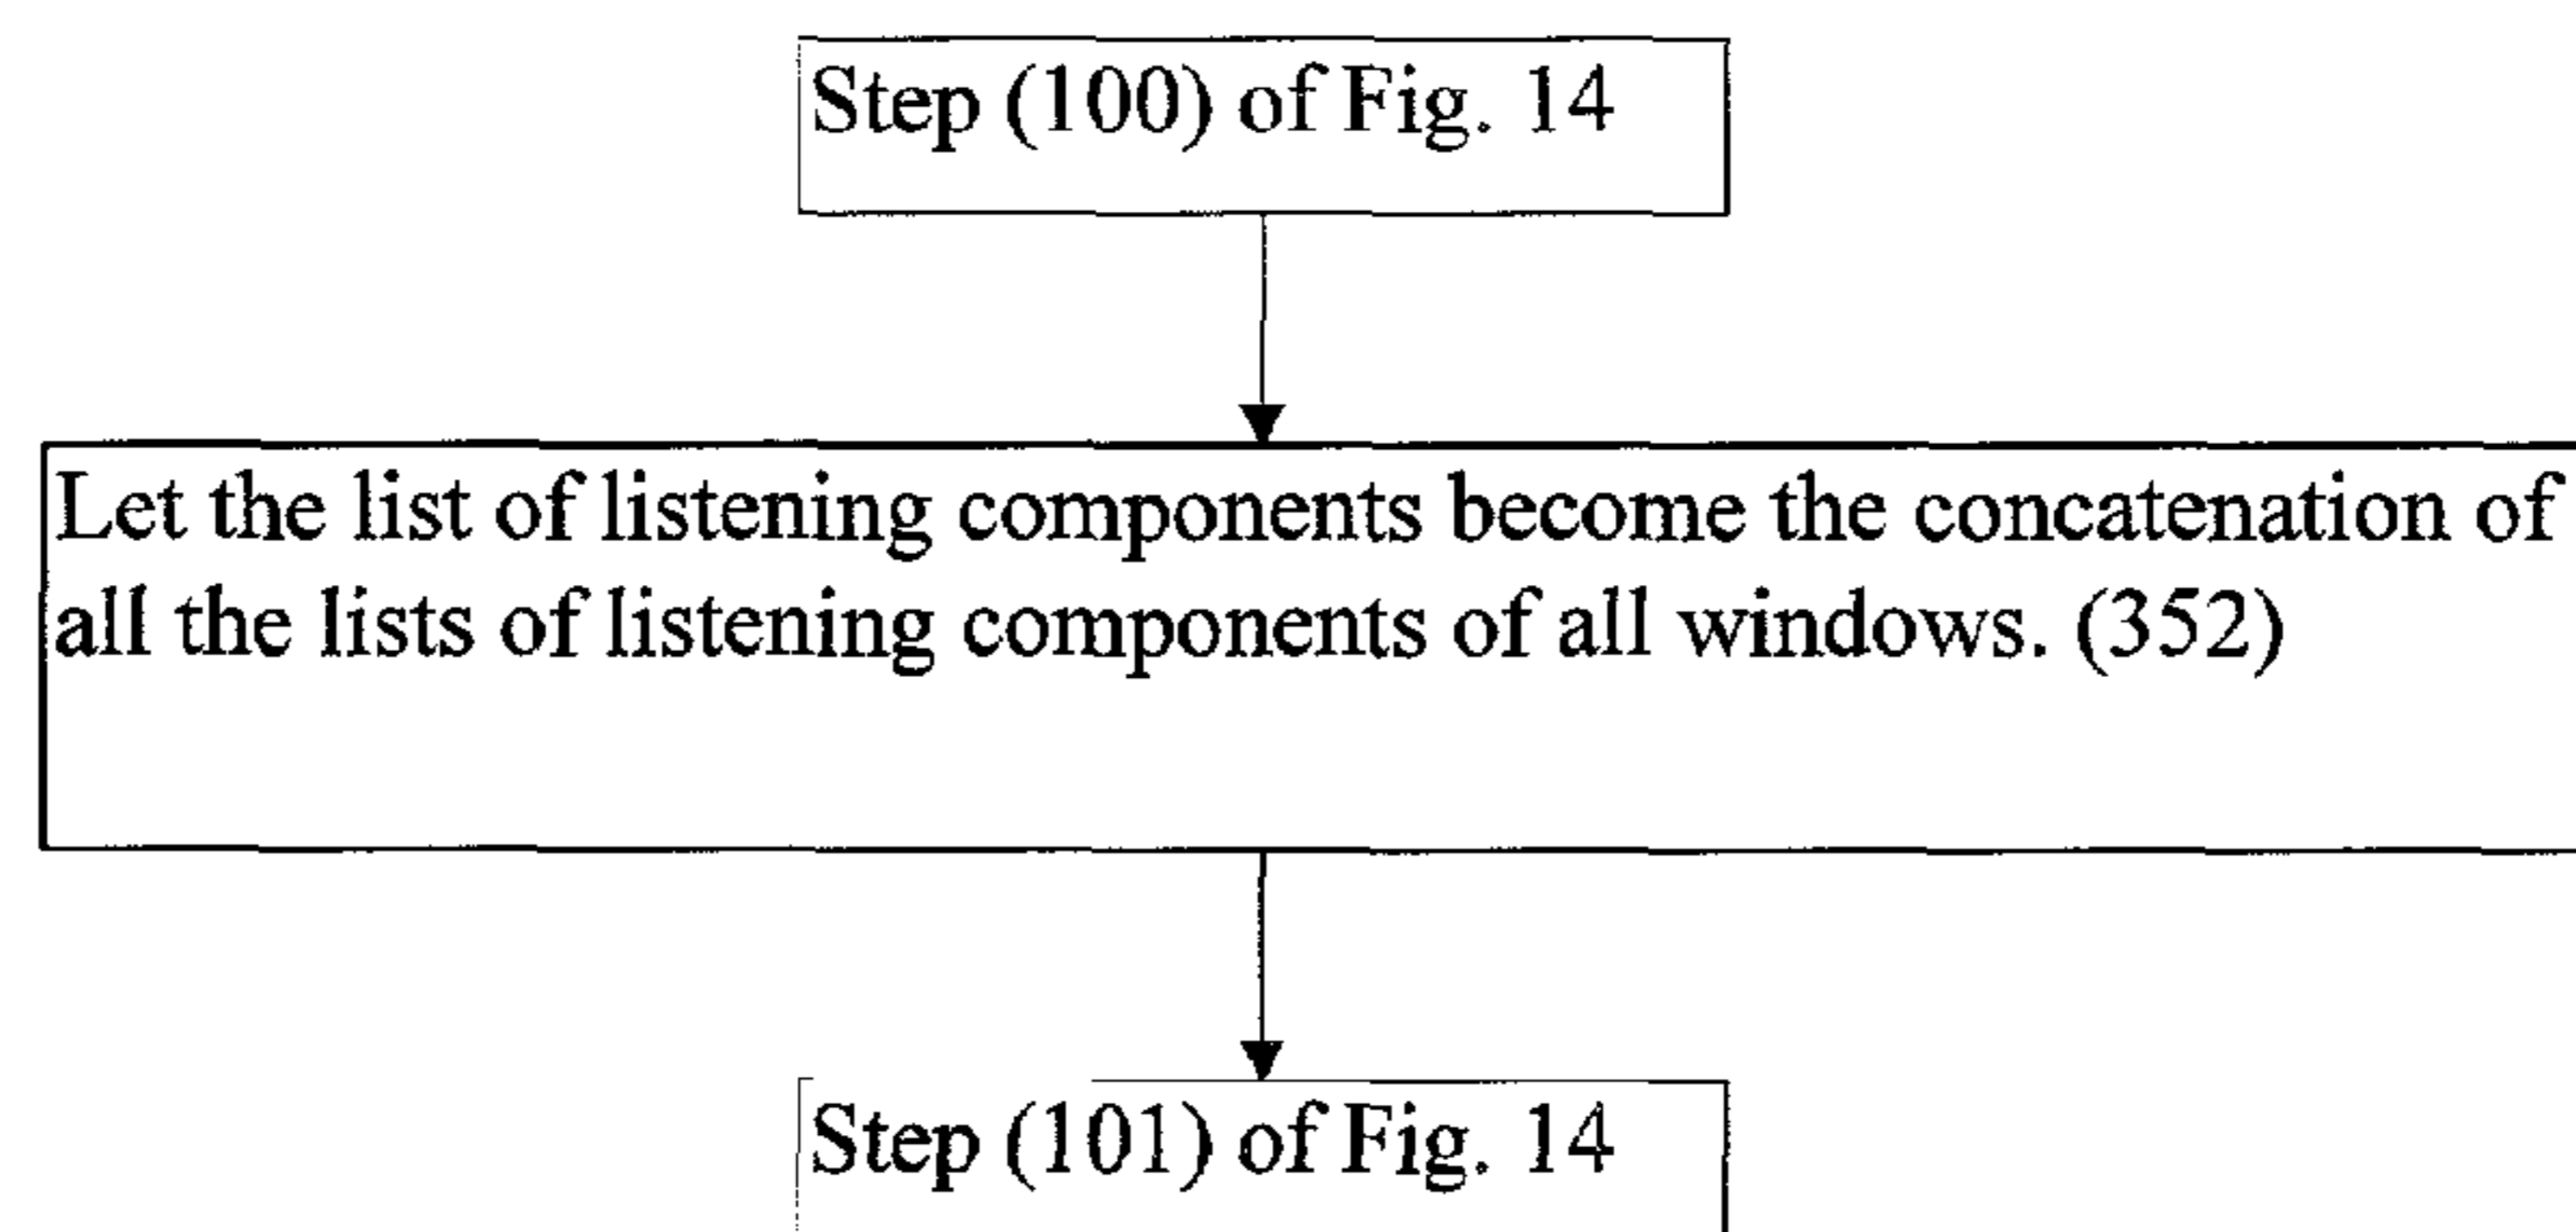 Step (100) of Fig. 14
Let the list of listening components become the concatenation of
all the lists of listening components of all windows. (352)
Step (101) of Fig. 14